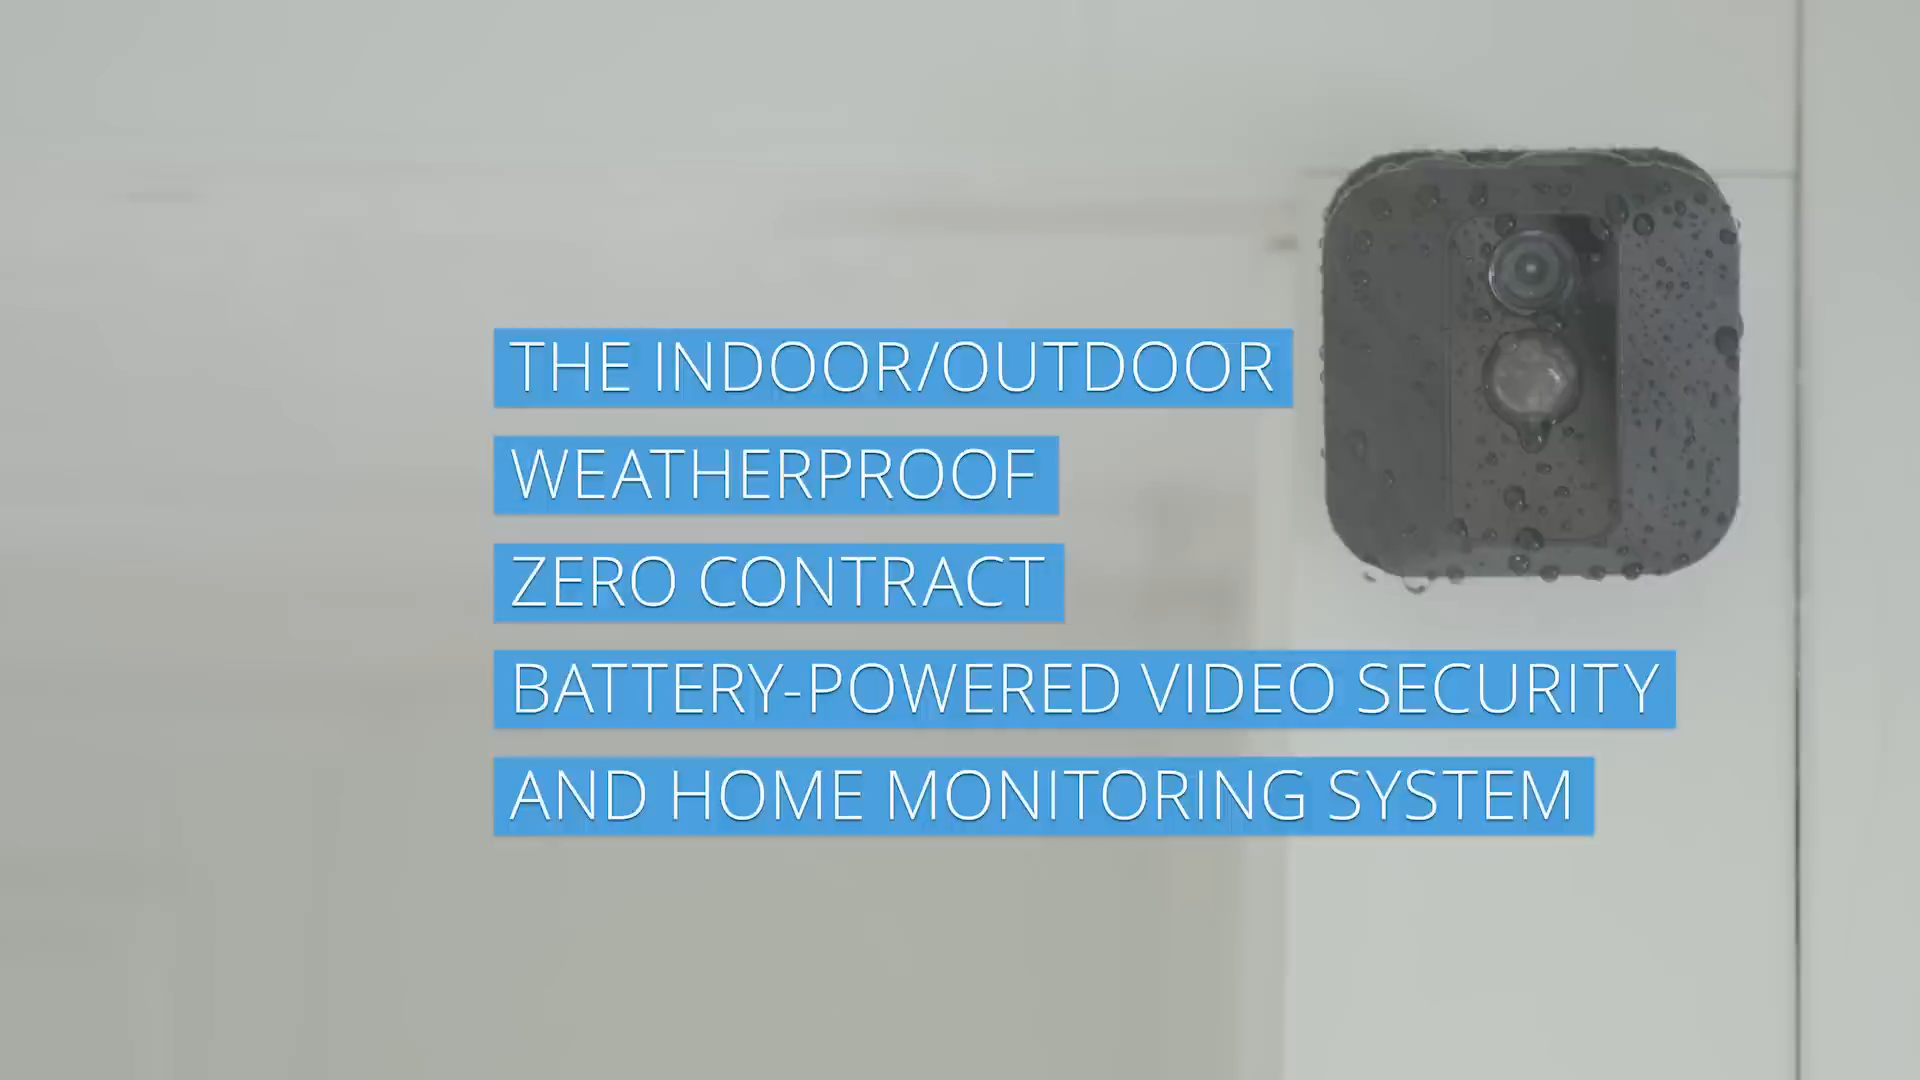 THE INDOOR/OUTDOOR
WEATHERPROOF
ZERO CONTRACT
BATTERY-POWERED VIDEO SECURITY
AND HOME MONITORING SYSTEM